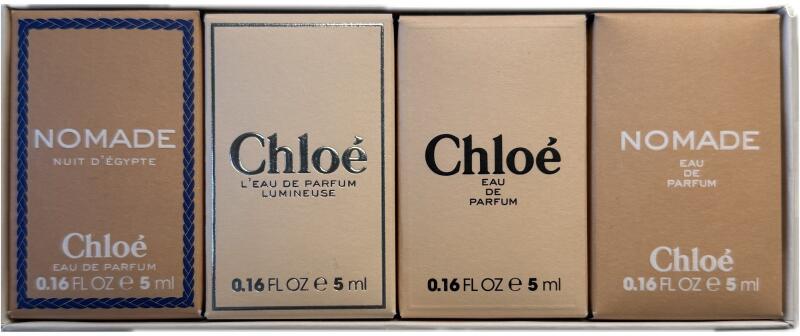 NOMADE
NUIT D'ÉGYPTE
Chloé
EAU DE PARFUM
0.16 FL OZ e 5 ml
Chloé
L'EAU DE PARFUM
LUMINEUSE
0.16 FL OZ e 5 ml
Chloé
EAU
DE
PARFUM
0.16 FL OZ e 5 ml
NOMADE
EAU
DE
PARFUM
Chloé
0.16 FL OZ e 5 ml